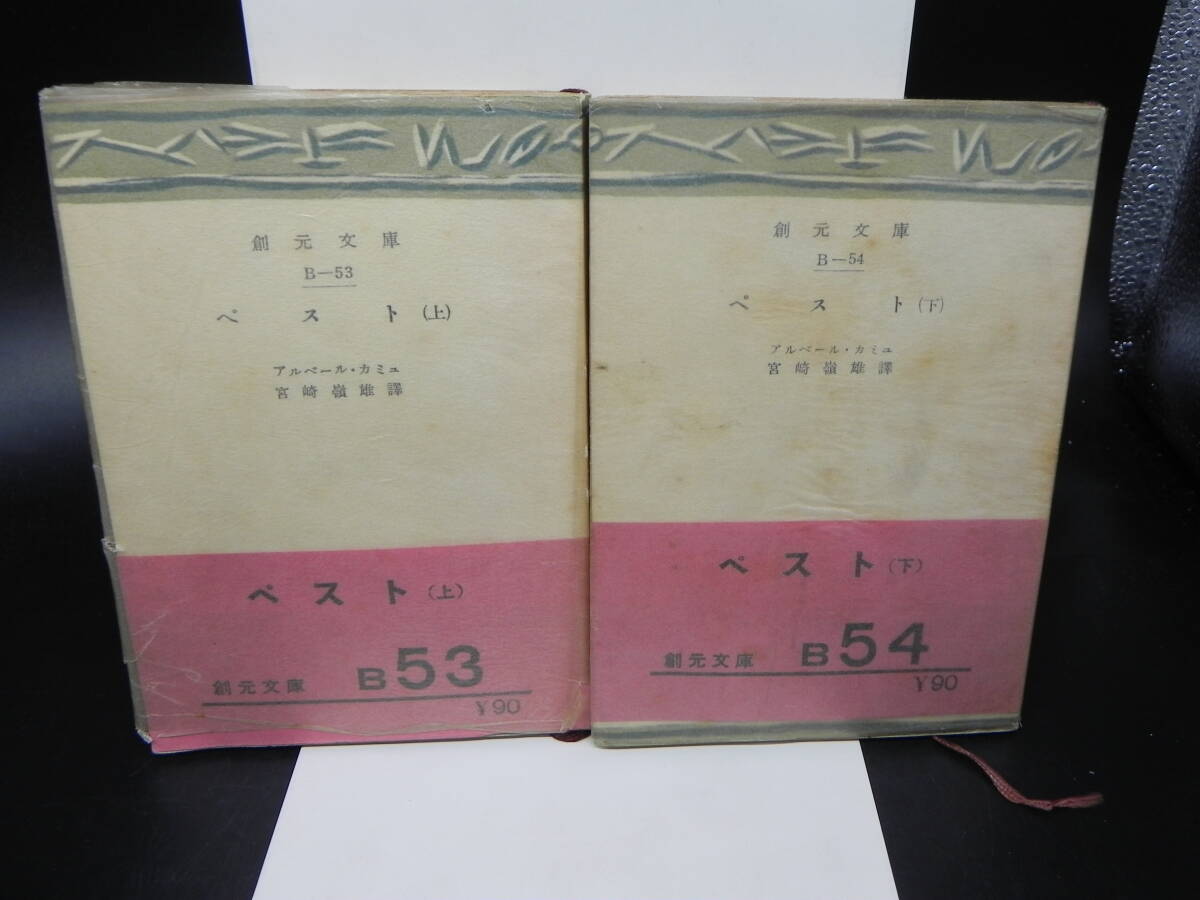 創元文庫
B—53
ペスト(上)
アルベール・カミュ
宮崎嶺雄譯
ペスト(上)
創元文庫 B53
¥90
創元文庫
B—54
ペスト(下)
アルベール・カミュ
宮崎嶺雄譯
ペスト(下)
創元文庫 B54
¥90